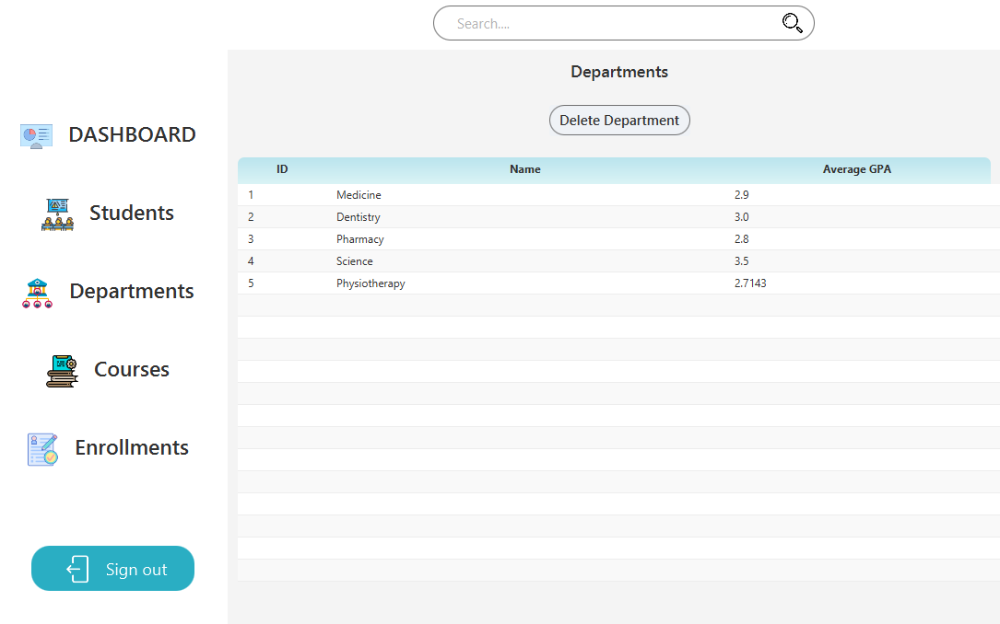 Search....
DASHBOARD
Students
Departments
Courses
Enrollments
Sign out
Departments
Delete Department
ID Name Average GPA
1 Medicine 2.9
2 Dentistry 3.0
3 Pharmacy 2.8
4 Science 3.5
5 Physiotherapy 2.7143